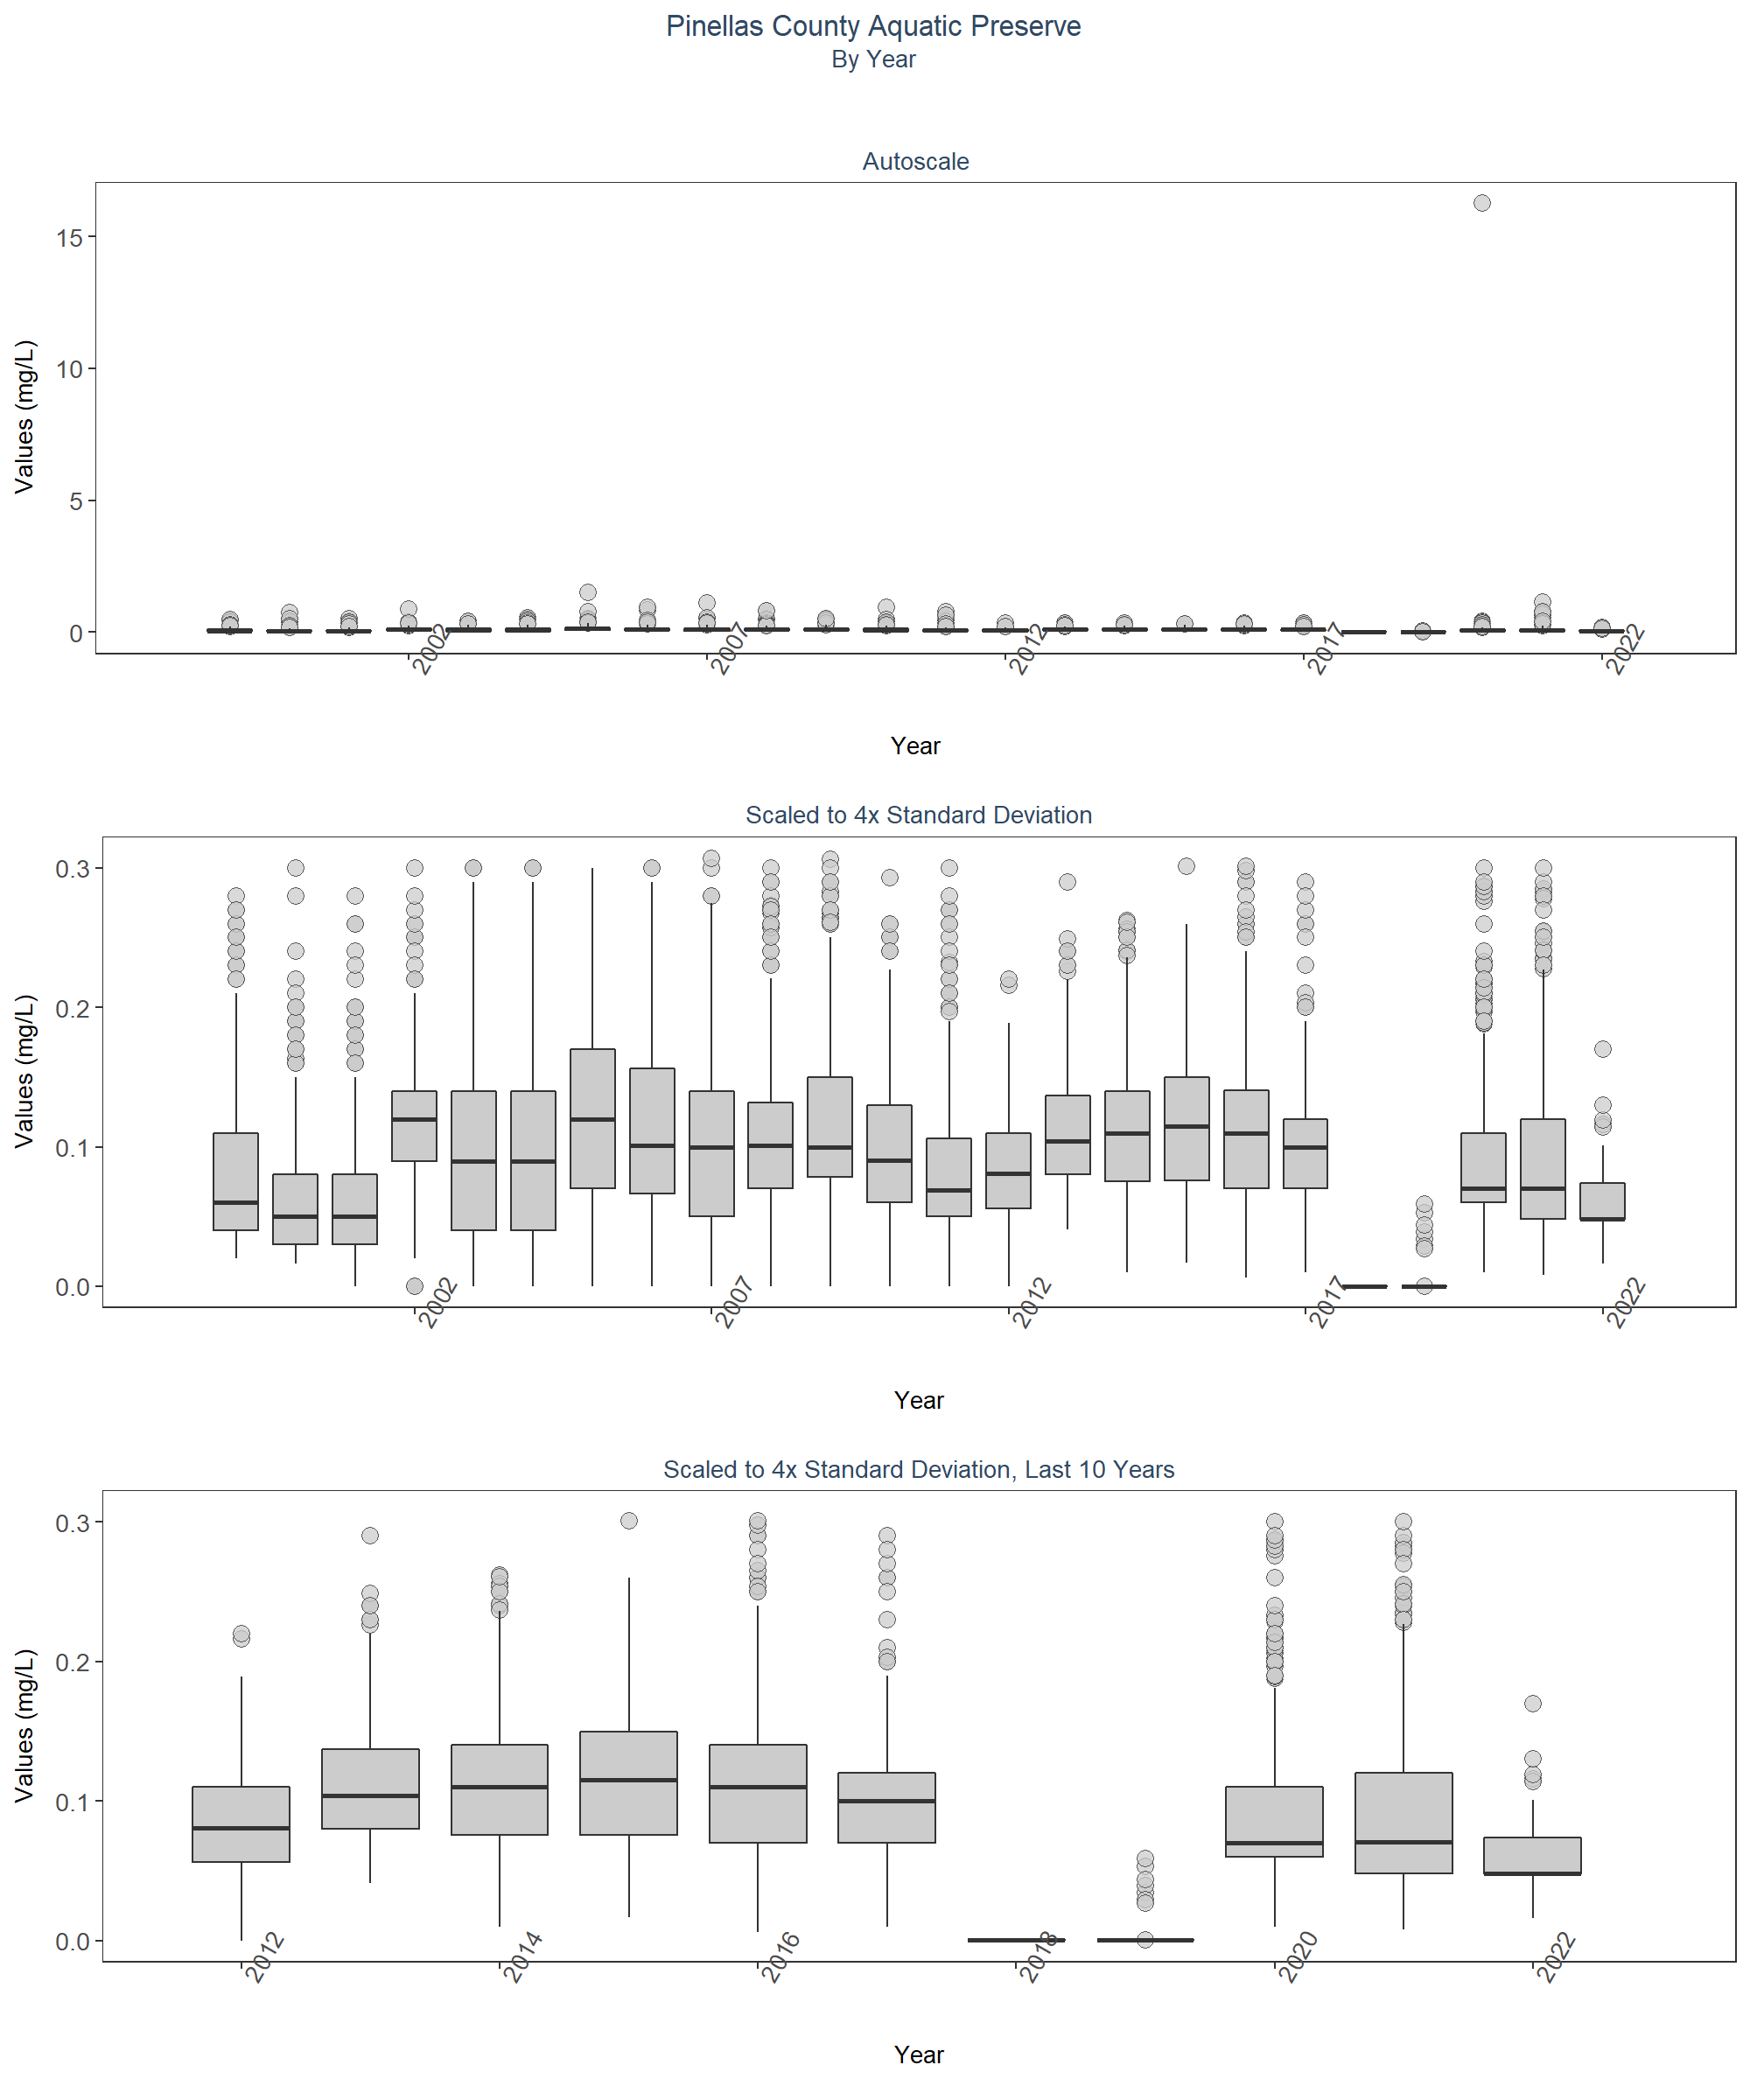 Pinellas County Aquatic Preserve
By Year
Autoscale
Values (mg/L)
15
10
5
0
2002
2007
2012
2017
2022
Year
Scaled to 4x Standard Deviation
Values (mg/L)
0.3
0.2
0.1
0.0
2002
2007
2012
2017
2022
Year
Scaled to 4x Standard Deviation, Last 10 Years
Values (mg/L)
0.3
0.2
0.1
0.0
2012
2014
2016
2018
2020
2022
Year